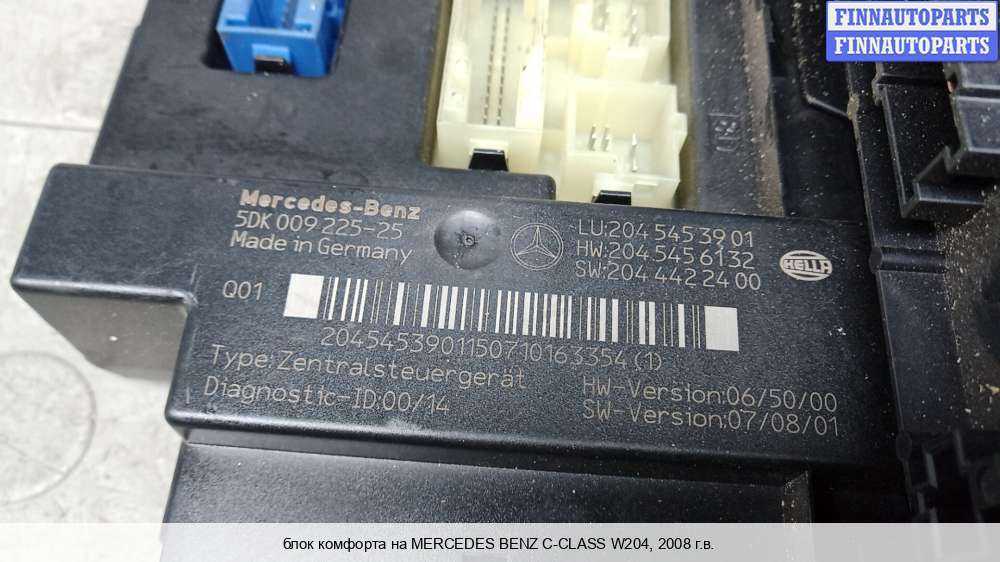 FINNAUTOPARTS
FINNAUTOPARTS
Mercedes-Benz
5DK 009 225-25
Made in Germany
LU:204 545 39 01
HW:204 545 61 32
SW:204 442 24 00
HELLA
Q01
2045453901150710163354 (1)
Type:Zentralsteuergerät
Diagnostic-ID:00/14
HW-Version:06/50/00
SW-Version:07/08/01
блок комфорта на MERCEDES BENZ C-CLASS W204, 2008 г.в.